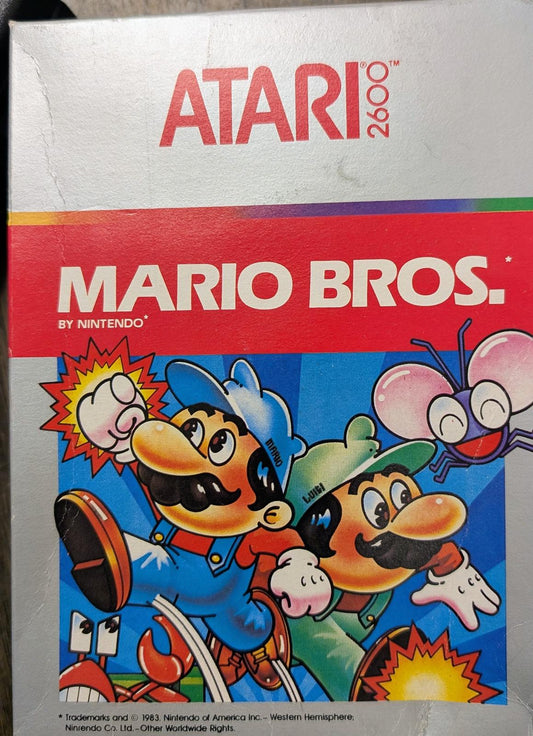 ATARI® 2600™
MARIO BROS.*
BY NINTENDO*
MARIO
LUIGI
* Trademarks and © 1983, Nintendo of America Inc.– Western Hemisphere;
Nintendo Co. Ltd.–Other Worldwide Rights.